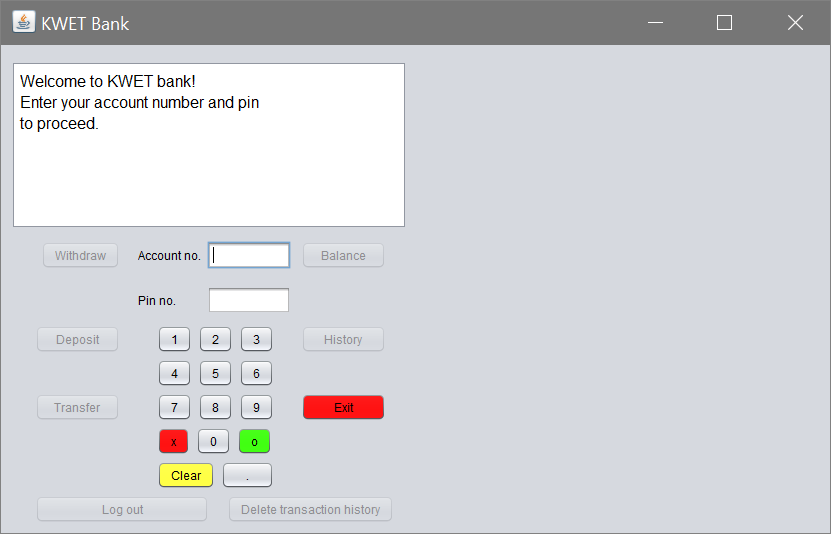 KWET Bank
Welcome to KWET bank!
Enter your account number and pin
to proceed.
Withdraw
Account no.
Balance
Pin no.
Deposit
1 2 3
History
4 5 6
Transfer
7 8 9
Exit
x 0 o
Clear .
Log out
Delete transaction history